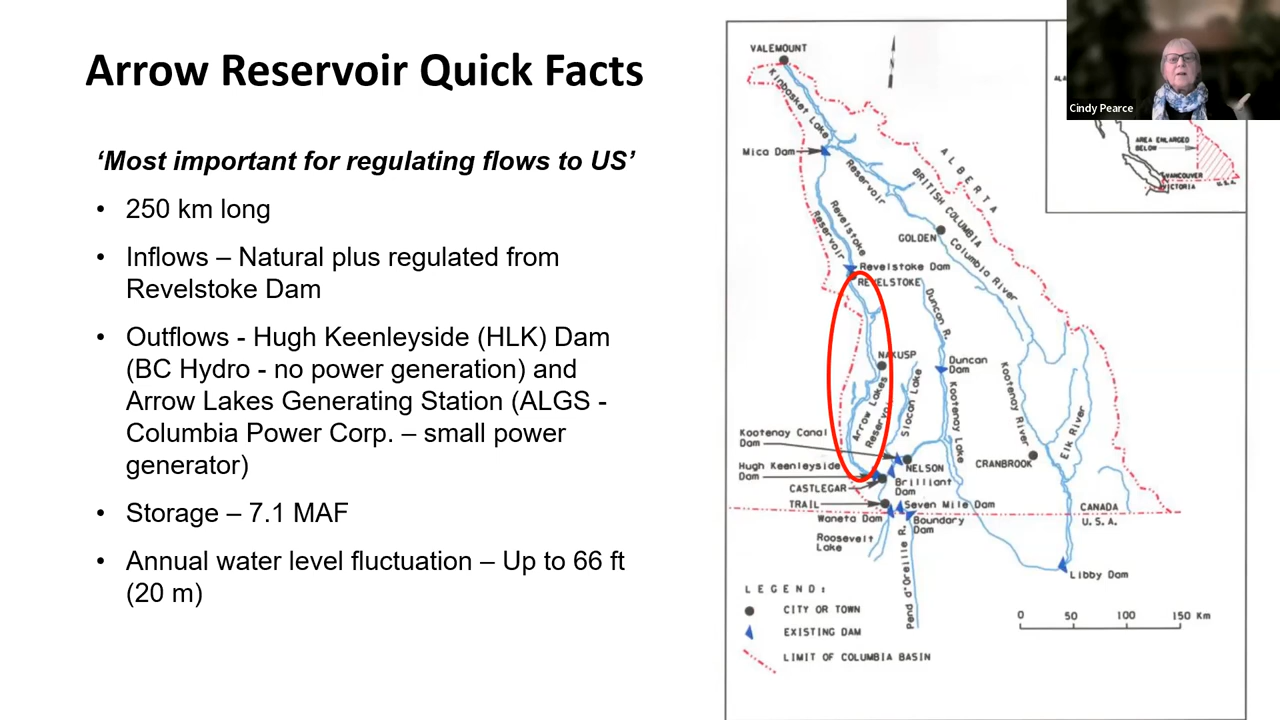 Arrow Reservoir Quick Facts
‘Most important for regulating flows to US’
• 250 km long
• Inflows – Natural plus regulated from
Revelstoke Dam
• Outflows - Hugh Keenleyside (HLK) Dam
(BC Hydro - no power generation) and
Arrow Lakes Generating Station (ALGS -
Columbia Power Corp. – small power
generator)
• Storage – 7.1 MAF
• Annual water level fluctuation – Up to 66 ft
(20 m)
Cindy Pearce
VALEMOUNT
Kinbasket Lake
Reservoir
Mica Dam
ALBERTA
BRITISH COLUMBIA
AREA ENLARGED
BELOW
VANCOUVER
VICTORIA
U.S.A.
Revelstoke
Reservoir
GOLDEN
Columbia River
Revelstoke Dam
REVELSTOKE
Duncan R.
NAKUSP
Duncan
Dam
Arrow Lakes
Slocan Lake
Kootenay Lake
Kootenay River
Elk River
Kootenay Canal
Dam
Hugh Keenleyside
Dam
NELSON
CRANBROOK
CASTLEGAR
Brilliant
Dam
TRAIL
Seven Mile Dam
CANADA
U.S.A.
Waneta Dam
Boundary
Dam
Roosevelt
Lake
Pend d'Oreille R.
Libby Dam
LEGEND:
CITY OR TOWN
EXISTING DAM
LIMIT OF COLUMBIA BASIN
0 50 100 150 Km